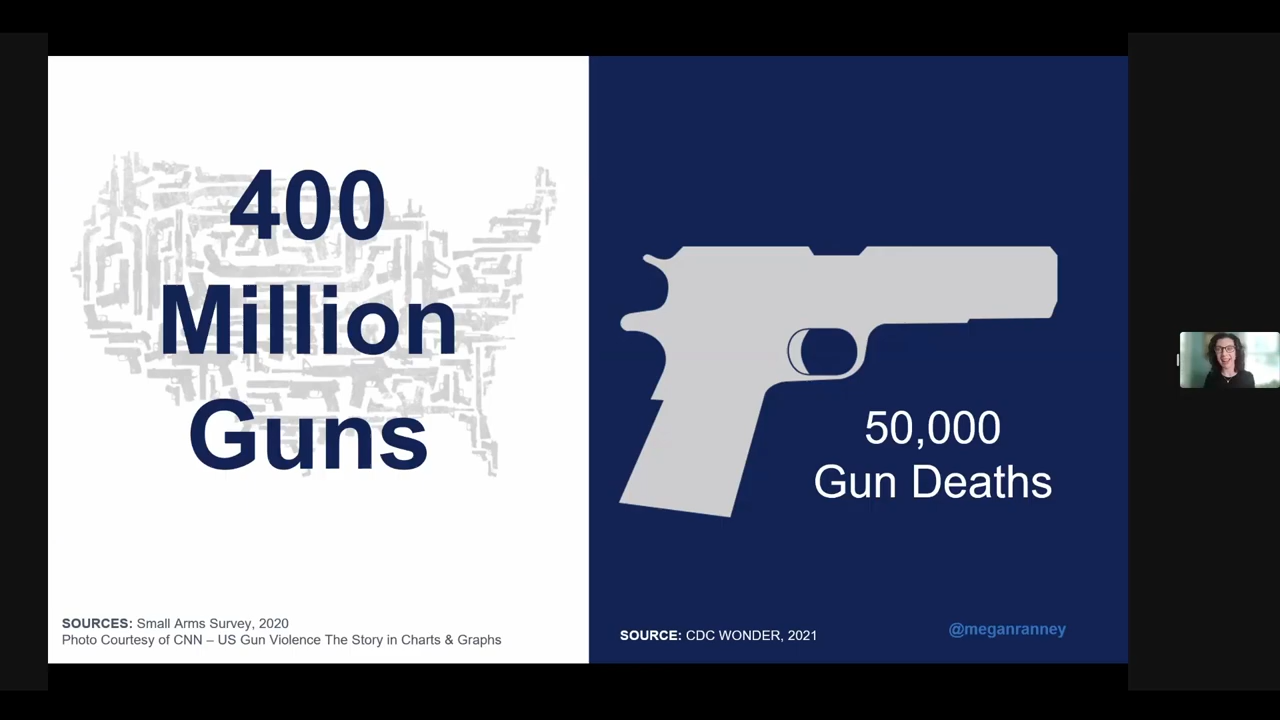 400
Million
Guns
SOURCES: Small Arms Survey, 2020
Photo Courtesy of CNN – US Gun Violence The Story in Charts & Graphs
50,000
Gun Deaths
SOURCE: CDC WONDER, 2021
@meganranney